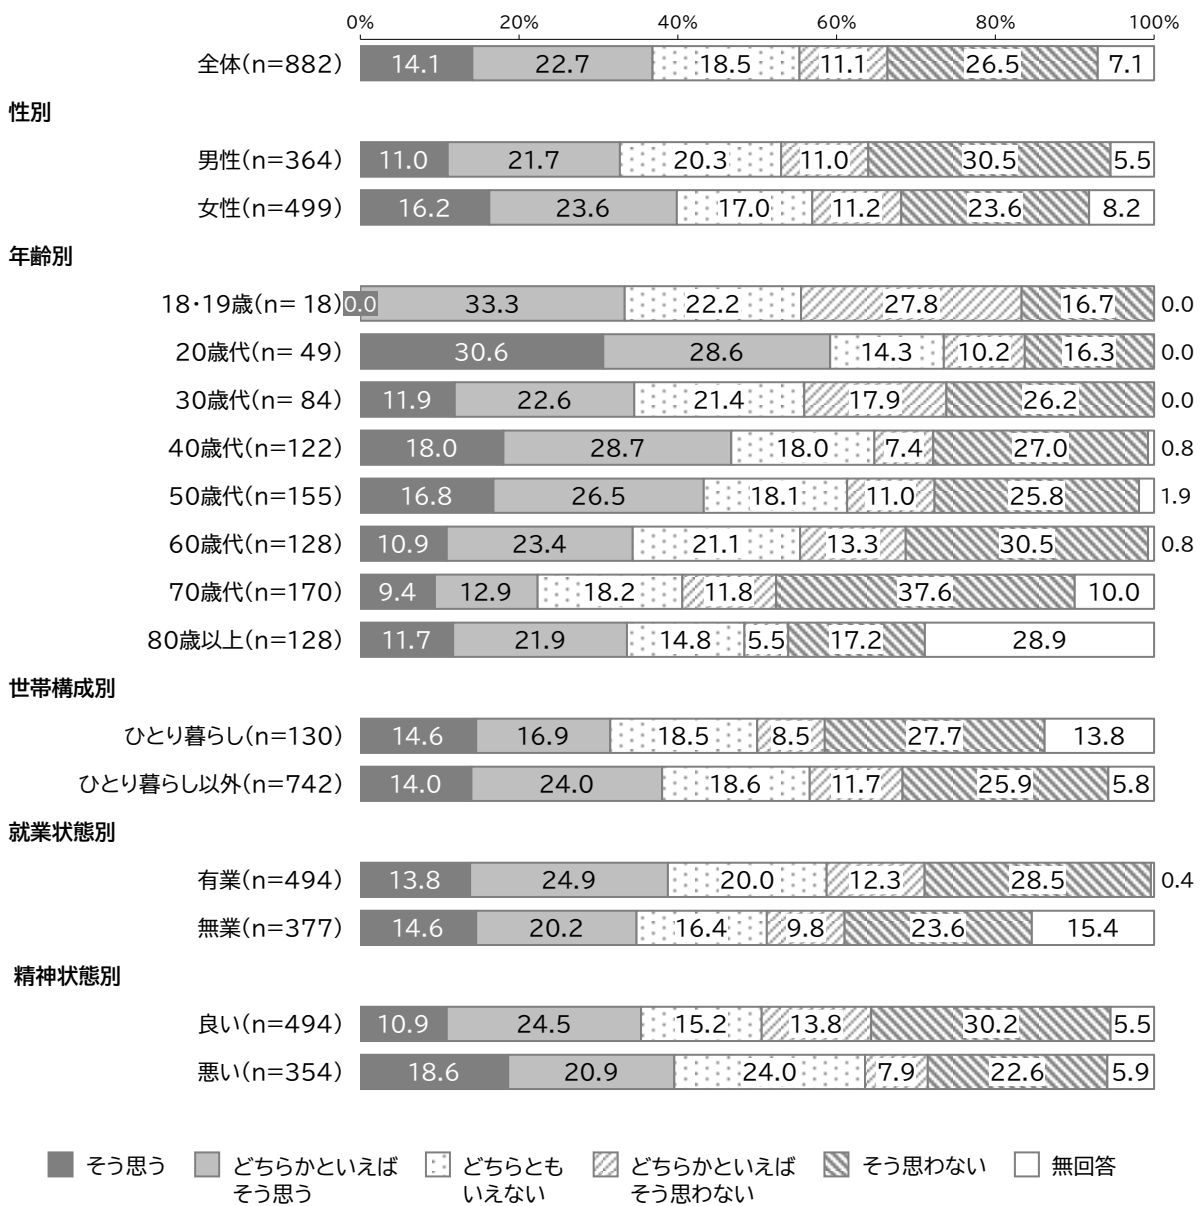 0% 20% 40% 60% 80% 100%
全体(n=882) 14.1 22.7 18.5 11.1 26.5 7.1
性別
男性(n=364) 11.0 21.7 20.3 11.0 30.5 5.5
女性(n=499) 16.2 23.6 17.0 11.2 23.6 8.2
年齢別
18・19歳(n= 18) 0.0 33.3 22.2 27.8 16.7 0.0
20歳代(n= 49) 30.6 28.6 14.3 10.2 16.3 0.0
30歳代(n= 84) 11.9 22.6 21.4 17.9 26.2 0.0
40歳代(n=122) 18.0 28.7 18.0 7.4 27.0 0.8
50歳代(n=155) 16.8 26.5 18.1 11.0 25.8 1.9
60歳代(n=128) 10.9 23.4 21.1 13.3 30.5 0.8
70歳代(n=170) 9.4 12.9 18.2 11.8 37.6 10.0
80歳以上(n=128) 11.7 21.9 14.8 5.5 17.2 28.9
世帯構成別
ひとり暮らし(n=130) 14.6 16.9 18.5 8.5 27.7 13.8
ひとり暮らし以外(n=742) 14.0 24.0 18.6 11.7 25.9 5.8
就業状態別
有業(n=494) 13.8 24.9 20.0 12.3 28.5 0.4
無業(n=377) 14.6 20.2 16.4 9.8 23.6 15.4
精神状態別
良い(n=494) 10.9 24.5 15.2 13.8 30.2 5.5
悪い(n=354) 18.6 20.9 24.0 7.9 22.6 5.9
そう思う どちらかといえば どちらとも どちらかといえば そう思わない 無回答
そう思う いえない そう思わない